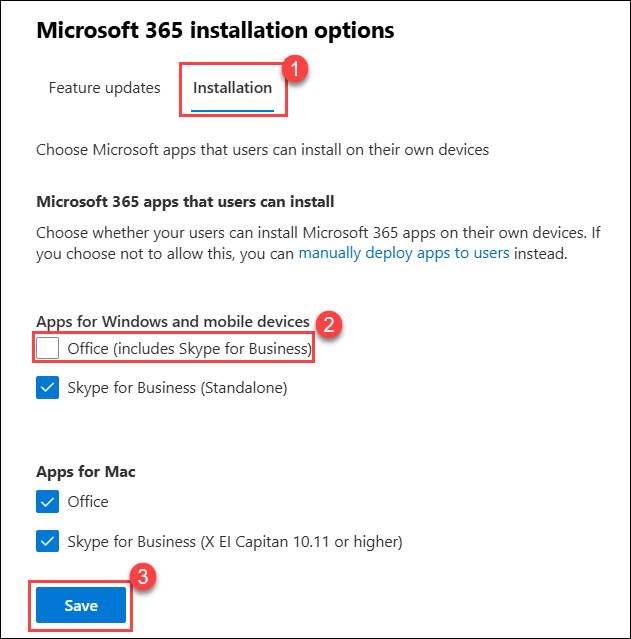 Microsoft 365 installation options
1
Feature updates
Installation
Choose Microsoft apps that users can install on their own devices
Microsoft 365 apps that users can install
Choose whether your users can install Microsoft 365 apps on their own devices. If
you choose not to allow this, you can manually deploy apps to users instead.
Apps for Windows and mobile devices
2
Office (includes Skype for Business)
Skype for Business (Standalone)
Apps for Mac
Office
Skype for Business (X EI Capitan 10.11 or higher)
3
Save